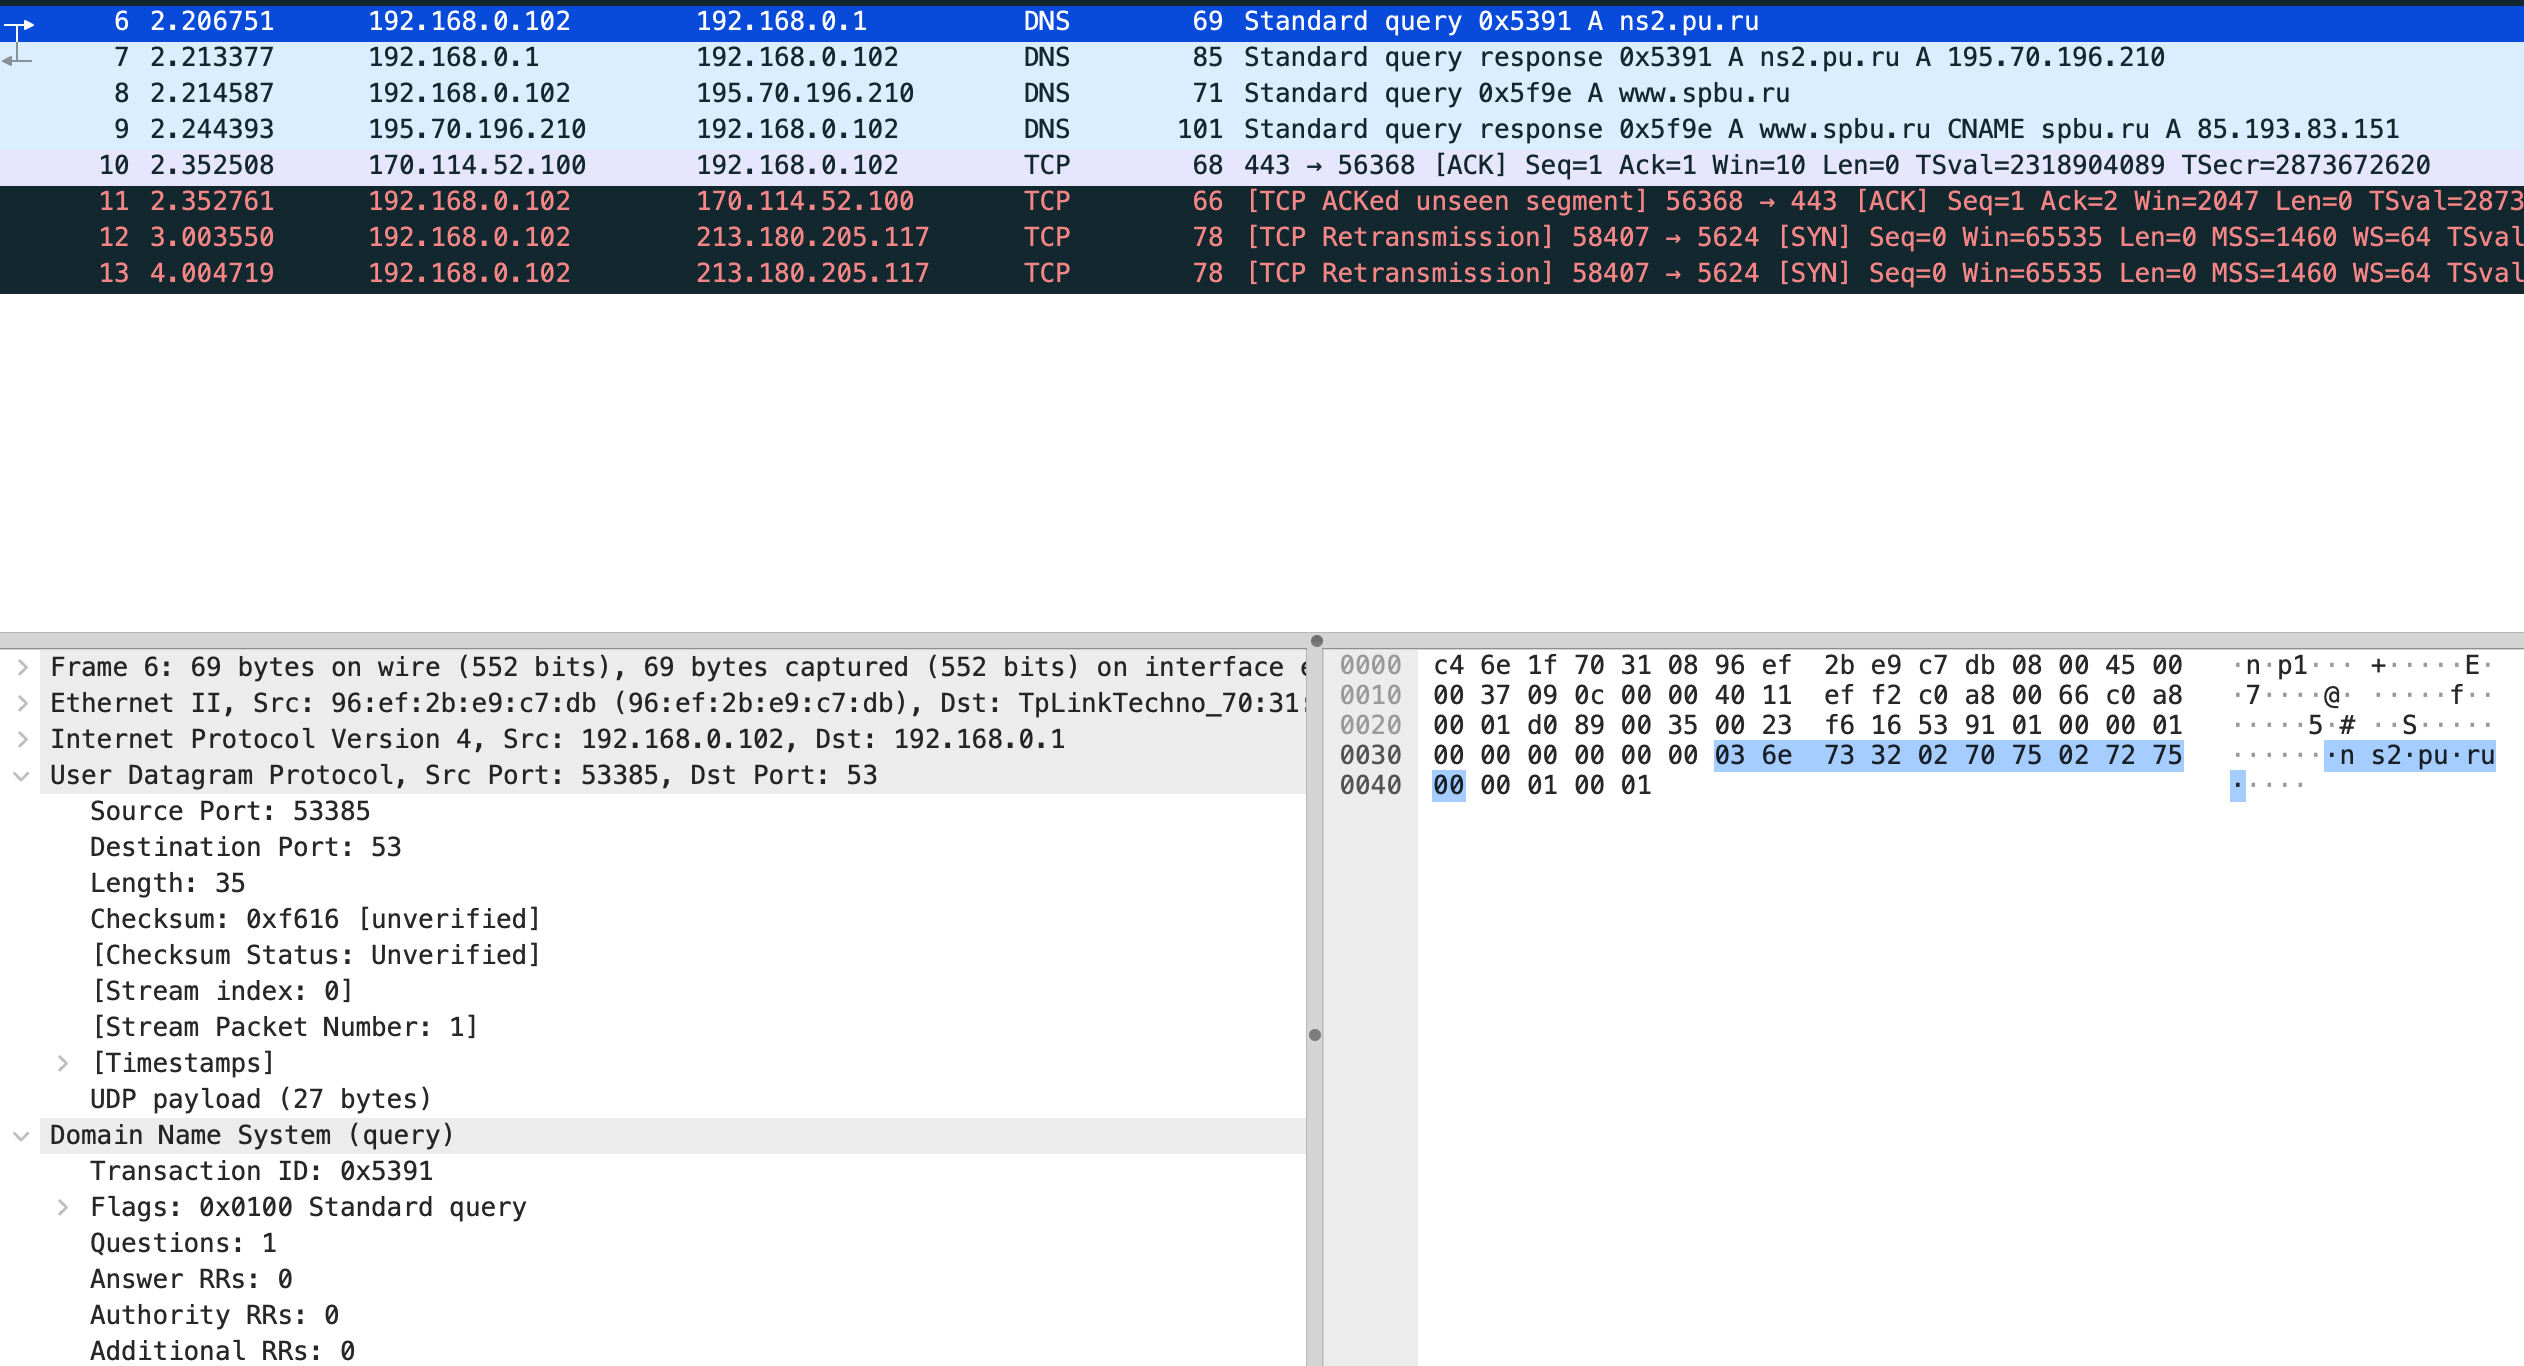 6 2.206751 192.168.0.102 192.168.0.1 DNS 69 Standard query 0x5391 A ns2.pu.ru
7 2.213377 192.168.0.1 192.168.0.102 DNS 85 Standard query response 0x5391 A ns2.pu.ru A 195.70.196.210
8 2.214587 192.168.0.102 195.70.196.210 DNS 71 Standard query 0x5f9e A www.spbu.ru
9 2.244393 195.70.196.210 192.168.0.102 DNS 101 Standard query response 0x5f9e A www.spbu.ru CNAME spbu.ru A 85.193.83.151
10 2.352508 170.114.52.100 192.168.0.102 TCP 68 443 → 56368 [ACK] Seq=1 Ack=1 Win=10 Len=0 TSval=2318904089 TSecr=2873672620
11 2.352761 192.168.0.102 170.114.52.100 TCP 66 [TCP ACKed unseen segment] 56368 → 443 [ACK] Seq=1 Ack=2 Win=2047 Len=0 TSval=2873
12 3.003550 192.168.0.102 213.180.205.117 TCP 78 [TCP Retransmission] 58407 → 5624 [SYN] Seq=0 Win=65535 Len=0 MSS=1460 WS=64 TSval
13 4.004719 192.168.0.102 213.180.205.117 TCP 78 [TCP Retransmission] 58407 → 5624 [SYN] Seq=0 Win=65535 Len=0 MSS=1460 WS=64 TSval
Frame 6: 69 bytes on wire (552 bits), 69 bytes captured (552 bits) on interface e
Ethernet II, Src: 96:ef:2b:e9:c7:db (96:ef:2b:e9:c7:db), Dst: TpLinkTechno_70:31:
Internet Protocol Version 4, Src: 192.168.0.102, Dst: 192.168.0.1
User Datagram Protocol, Src Port: 53385, Dst Port: 53
Source Port: 53385
Destination Port: 53
Length: 35
Checksum: 0xf616 [unverified]
[Checksum Status: Unverified]
[Stream index: 0]
[Stream Packet Number: 1]
[Timestamps]
UDP payload (27 bytes)
Domain Name System (query)
Transaction ID: 0x5391
Flags: 0x0100 Standard query
Questions: 1
Answer RRs: 0
Authority RRs: 0
Additional RRs: 0
0000 c4 6e 1f 70 31 08 96 ef 2b e9 c7 db 08 00 45 00 ·n·p1··· +·····E·
0010 00 37 09 0c 00 00 40 11 ef f2 c0 a8 00 66 c0 a8 ·7····@· ·····f··
0020 00 01 d0 89 00 35 00 23 f6 16 53 91 01 00 00 01 ·····5·# ··S·····
0030 00 00 00 00 00 00 03 6e 73 32 02 70 75 02 72 75 ·······n s2·pu·ru
0040 00 00 01 00 01 ·····